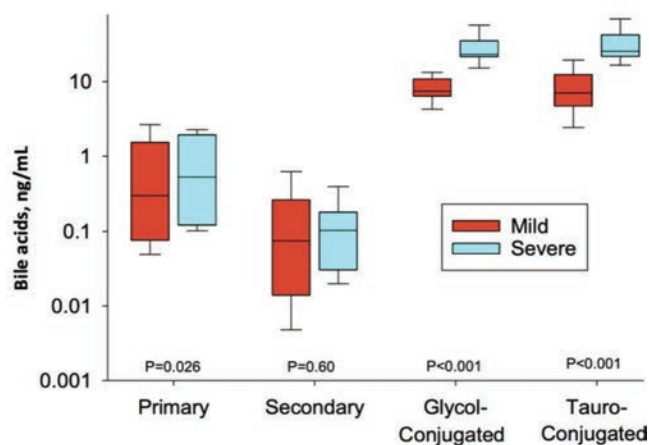 Bile acids, ng/mL
10
1
0.1
0.01
0.001
Mild
Severe
P=0.026
P=0.60
P<0.001
P<0.001
Primary
Secondary
Glycol-
Conjugated
Tauro-
Conjugated